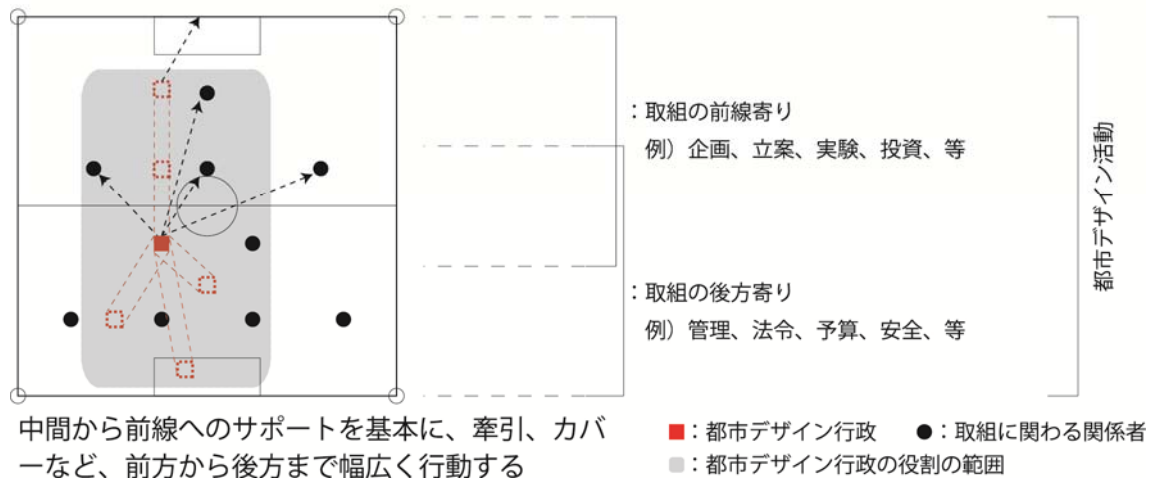 ：取組の前線寄り
例）企画、立案、実験、投資、等
：取組の後方寄り
例）管理、法令、予算、安全、等
都市デザイン活動
中間から前線へのサポートを基本に、牽引、カバ
ーなど、前方から後方まで幅広く行動する
：都市デザイン行政
：取組に関わる関係者
：都市デザイン行政の役割の範囲